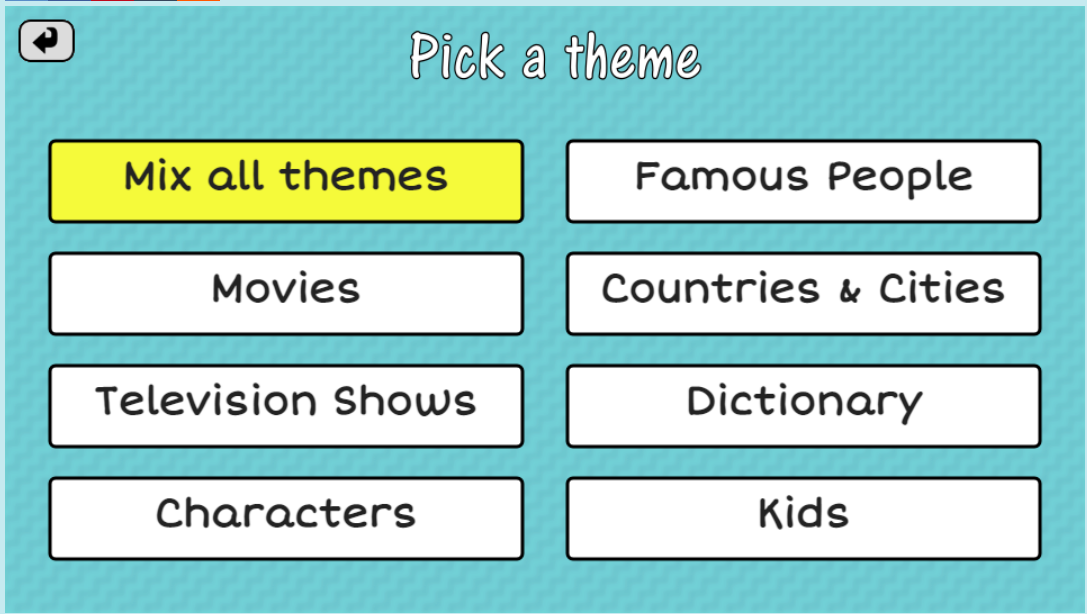 Pick a theme
Mix all themes
Famous People
Movies
Countries & Cities
Television Shows
Dictionary
Characters
Kids